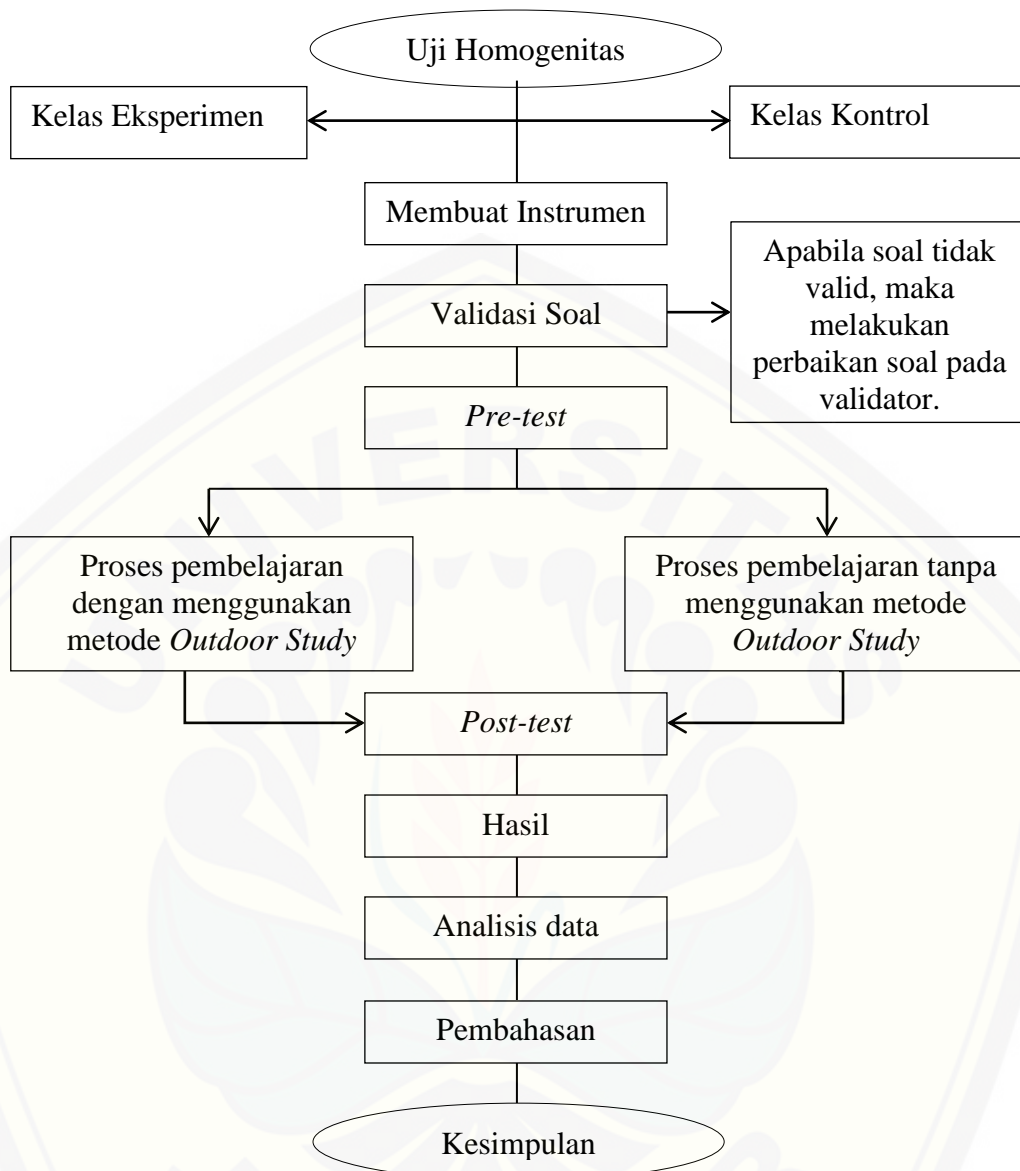 Uji Homogenitas
Kelas Eksperimen
Kelas Kontrol
Membuat Instrumen
Apabila soal tidak
valid, maka
melakukan
perbaikan soal pada
validator.
Validasi Soal
Pre-test
UNIVERSITAS
Proses pembelajaran
dengan menggunakan
metode Outdoor Study
Proses pembelajaran tanpa
menggunakan metode
Outdoor Study
Post-test
Hasil
Analisis data
Pembahasan
Kesimpulan